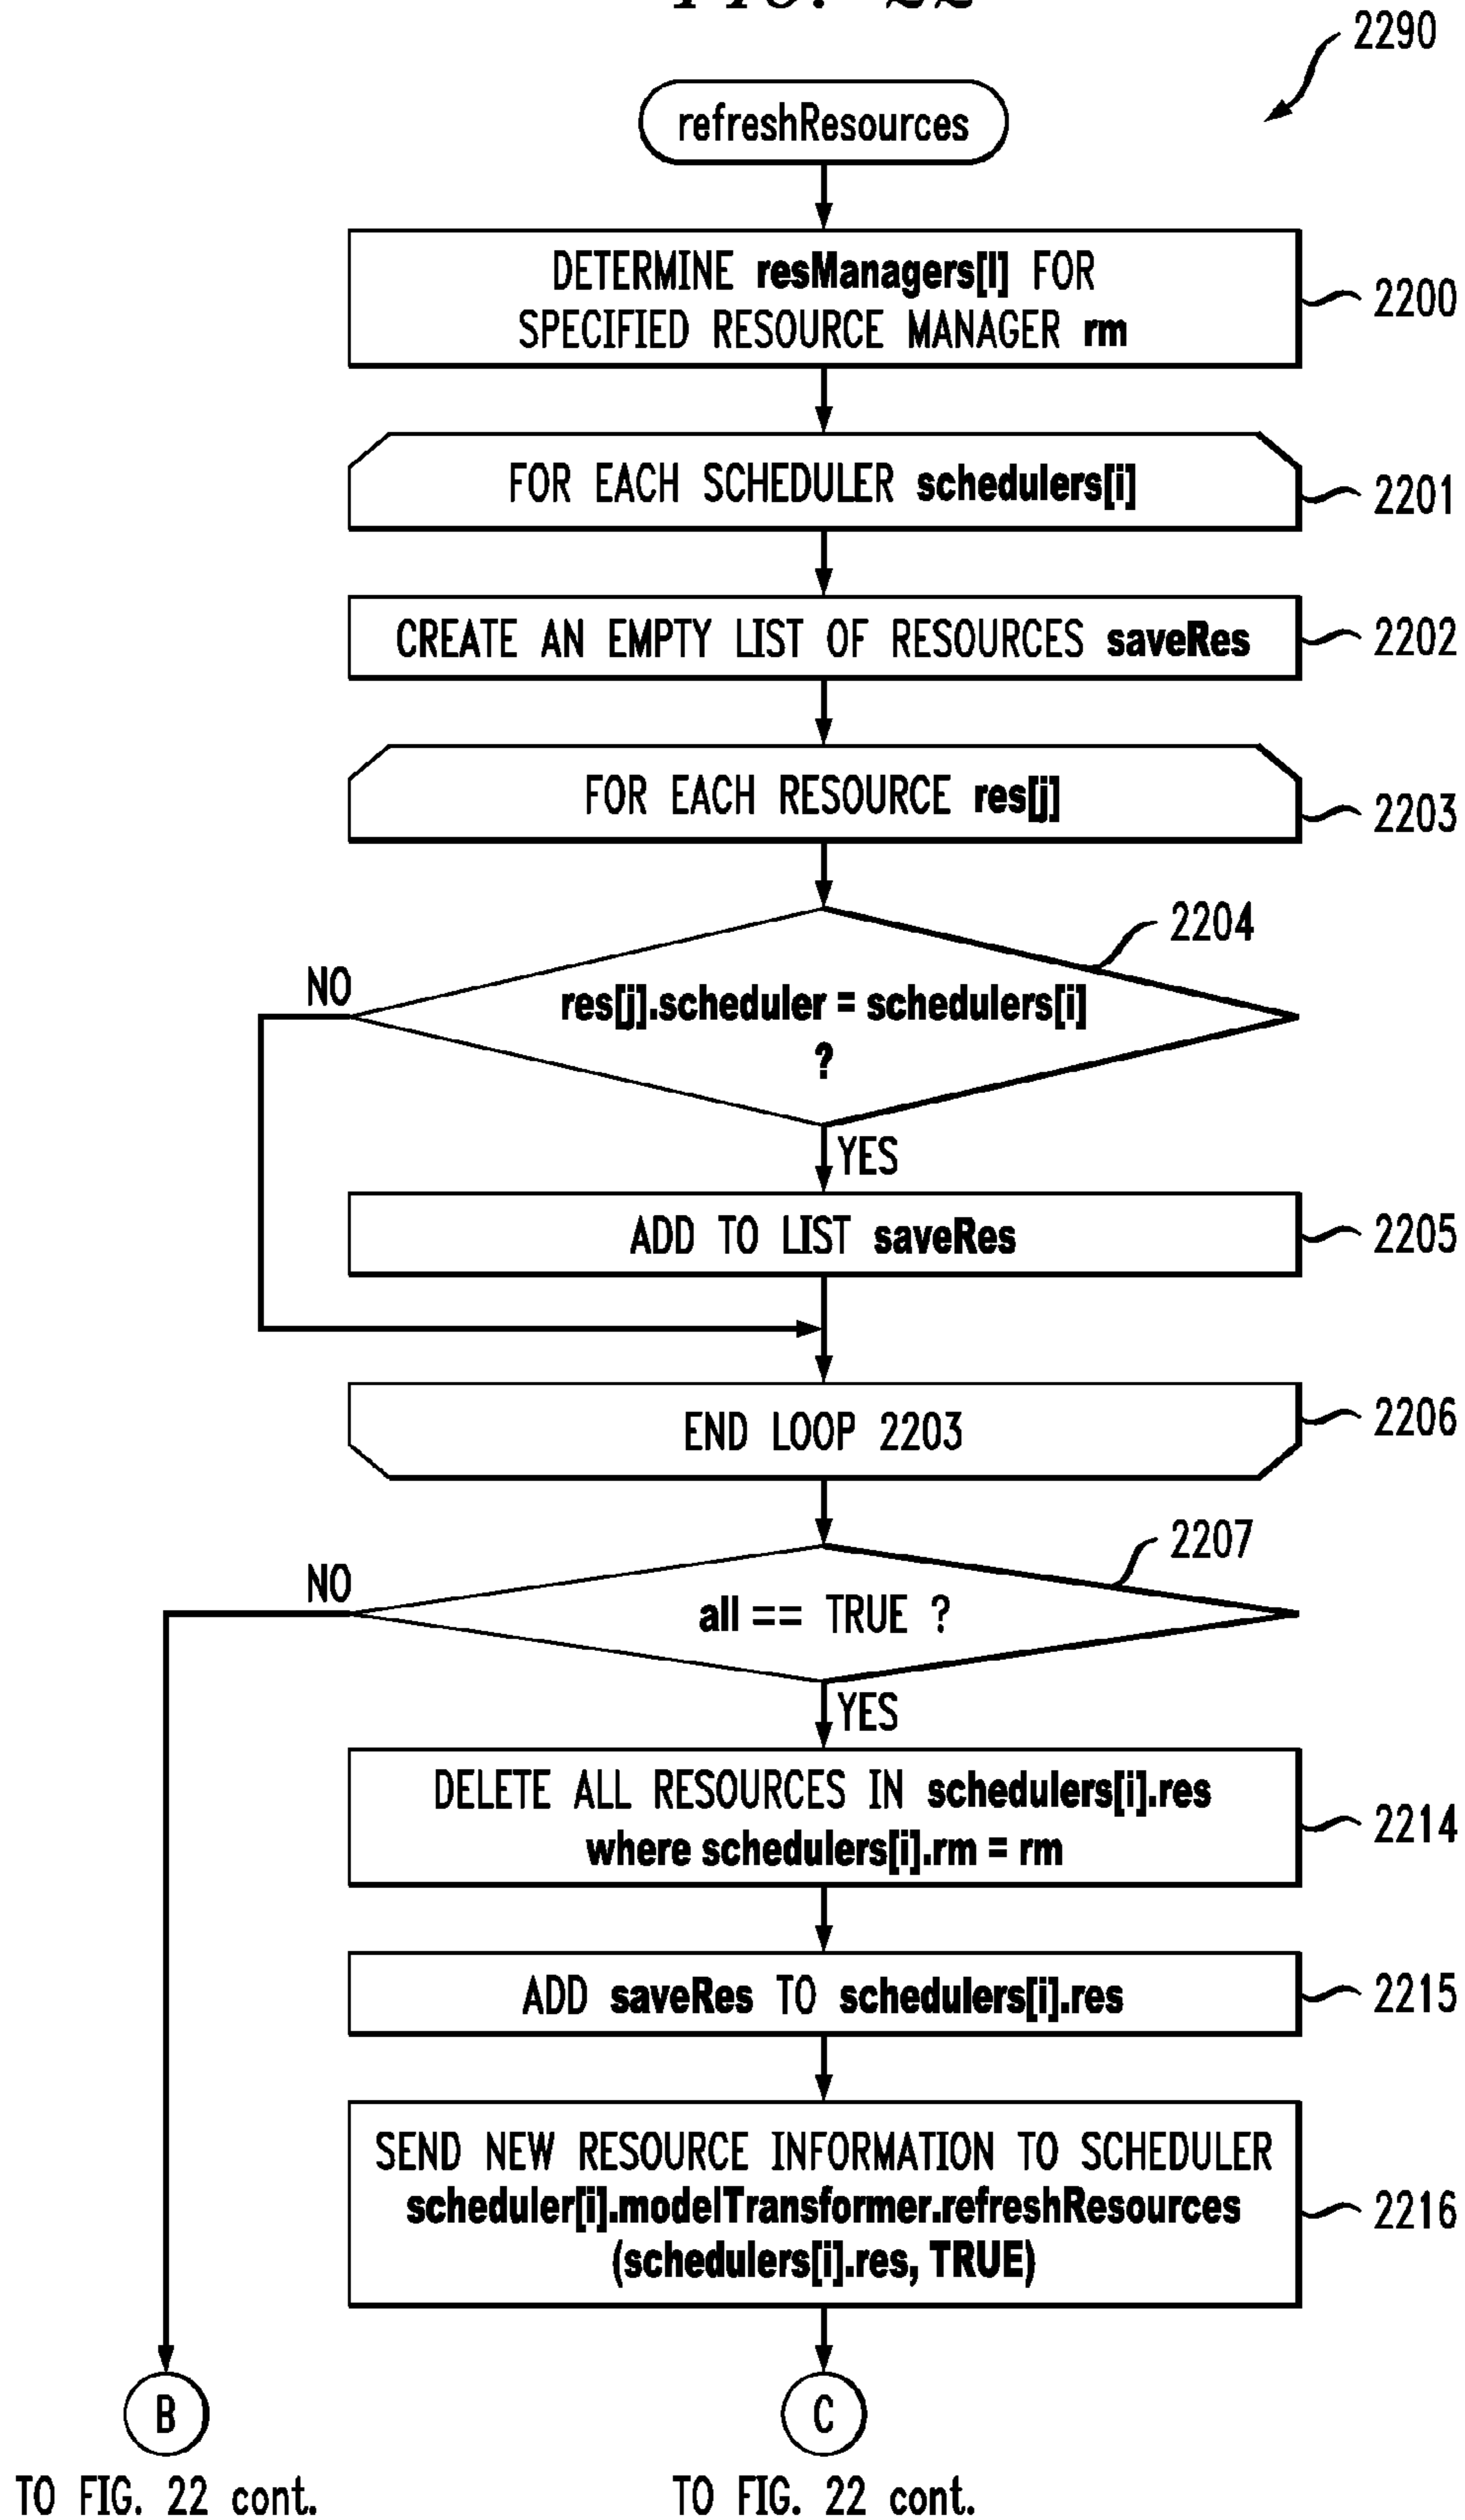 FIG. 22
2290
refreshResources
DETERMINE resManagers[I] FOR
SPECIFIED RESOURCE MANAGER rm
2200
FOR EACH SCHEDULER schedulers[i]
2201
CREATE AN EMPTY LIST OF RESOURCES saveRes
2202
FOR EACH RESOURCE res[j]
2203
2204
NO
res[j].scheduler = schedulers[i]
?
YES
ADD TO LIST saveRes
2205
END LOOP 2203
2206
2207
NO
all == TRUE ?
YES
DELETE ALL RESOURCES IN schedulers[i].res
where schedulers[i].rm = rm
2214
ADD saveRes TO schedulers[i].res
2215
SEND NEW RESOURCE INFORMATION TO SCHEDULER
scheduler[i].modelTransformer.refreshResources
(schedulers[i].res, TRUE)
2216
B
C
TO FIG. 22 cont.
TO FIG. 22 cont.